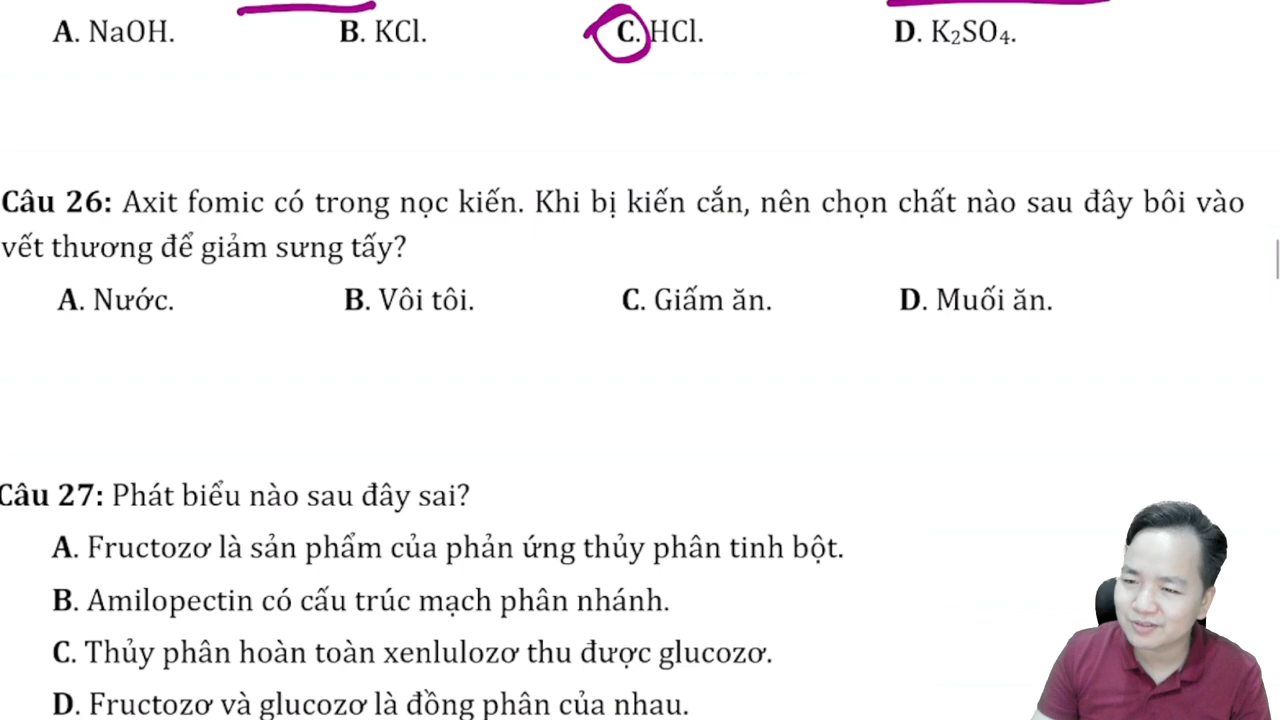 A. NaOH. B. KCl. C. HCl. D. K₂SO₄.
Câu 26: Axit fomic có trong nọc kiến. Khi bị kiến cắn, nên chọn chất nào sau đây bôi vào
vết thương để giảm sưng tấy?
A. Nước. B. Vôi tôi. C. Giấm ăn. D. Muối ăn.
Câu 27: Phát biểu nào sau đây sai?
A. Fructozơ là sản phẩm của phản ứng thủy phân tinh bột.
B. Amilopectin có cấu trúc mạch phân nhánh.
C. Thủy phân hoàn toàn xenlulozơ thu được glucozơ.
D. Fructozơ và glucozơ là đồng phân của nhau.